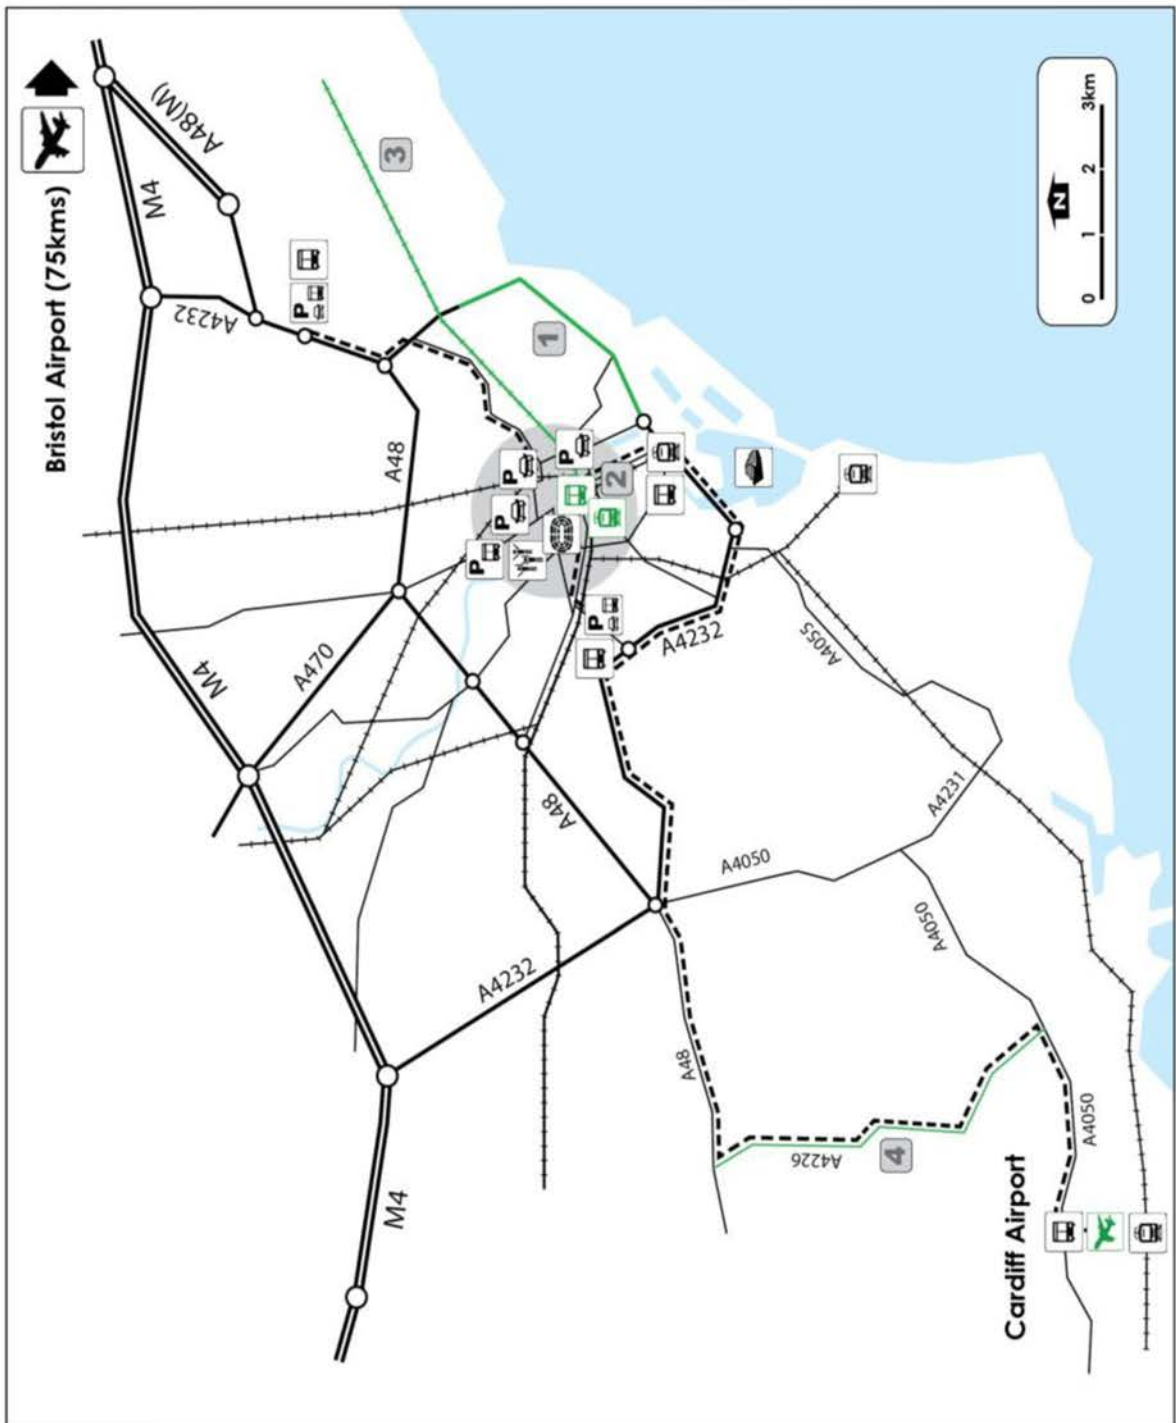 Bristol Airport (75kms)
M4
A48(M)
A4232
3
A48
1
P
P
P
P
P
2
M4
A470
P
A4232
A4055
A48
A4231
A4050
A4050
A4232
A48
M4
A4226
4
A4050
Cardiff Airport
N
0 1 2 3km